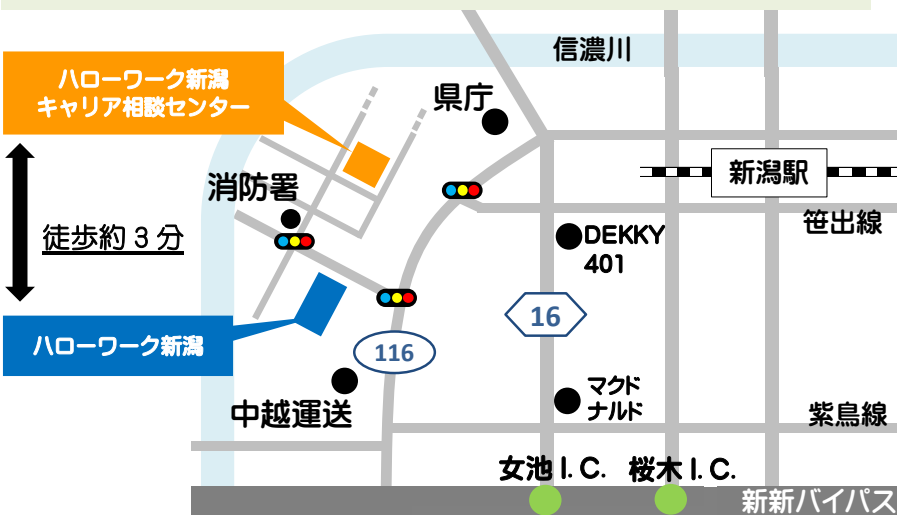 信濃川
ハローワーク新潟
キャリア相談センター
県庁
新潟駅
消防署
笹出線
徒歩約3分
DEKKY
401
16
ハローワーク新潟
116
マクド
ナルド
中越運送
紫鳥線
女池I.C.
桜木I.C.
新新バイパス